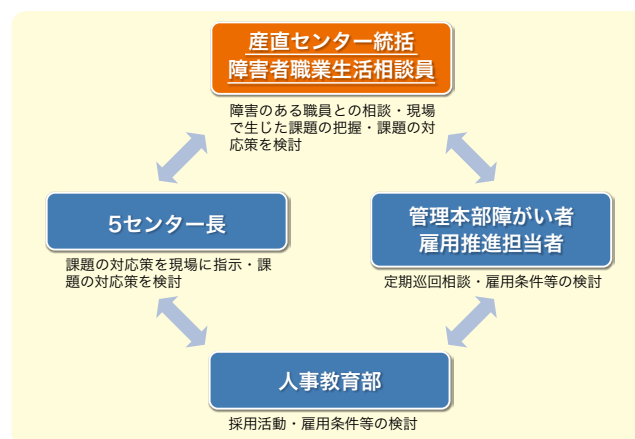 産直センター統括
障害者職業生活相談員
障害のある職員との相談・現場
で生じた課題の把握・課題の対
応策を検討
5センター長
課題の対応策を現場に指示・課
題の対応策を検討
管理本部障がい者
雇用推進担当者
定期巡回相談・雇用条件等の検討
人事教育部
採用活動・雇用条件等の検討